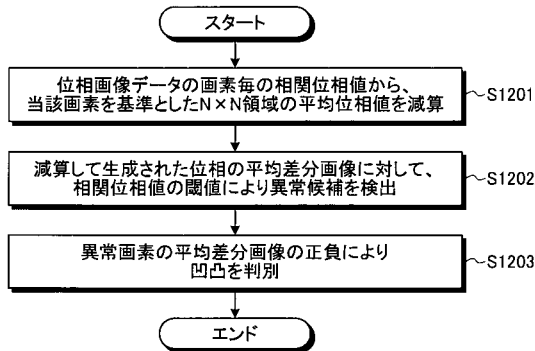 スタート
位相画像データの画素毎の相関位相値から、
当該画素を基準としたN×N領域の平均位相値を減算
S1201
減算して生成された位相の平均差分画像に対して、
相関位相値の閾値により異常候補を検出
S1202
異常画素の平均差分画像の正負により
凹凸を判別
S1203
エンド